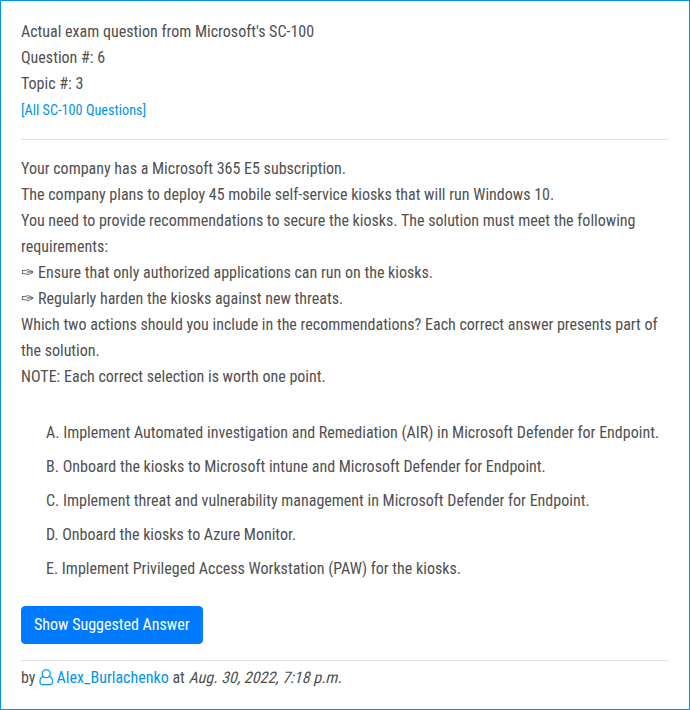 Actual exam question from Microsoft's SC-100
Question #: 6
Topic #: 3
[All SC-100 Questions]
Your company has a Microsoft 365 E5 subscription.
The company plans to deploy 45 mobile self-service kiosks that will run Windows 10.
You need to provide recommendations to secure the kiosks. The solution must meet the following
requirements:
✑ Ensure that only authorized applications can run on the kiosks.
✑ Regularly harden the kiosks against new threats.
Which two actions should you include in the recommendations? Each correct answer presents part of
the solution.
NOTE: Each correct selection is worth one point.
A. Implement Automated investigation and Remediation (AIR) in Microsoft Defender for Endpoint.
B. Onboard the kiosks to Microsoft intune and Microsoft Defender for Endpoint.
C. Implement threat and vulnerability management in Microsoft Defender for Endpoint.
D. Onboard the kiosks to Azure Monitor.
E. Implement Privileged Access Workstation (PAW) for the kiosks.
Show Suggested Answer
by Alex_Burlachenko at Aug. 30, 2022, 7:18 p.m.